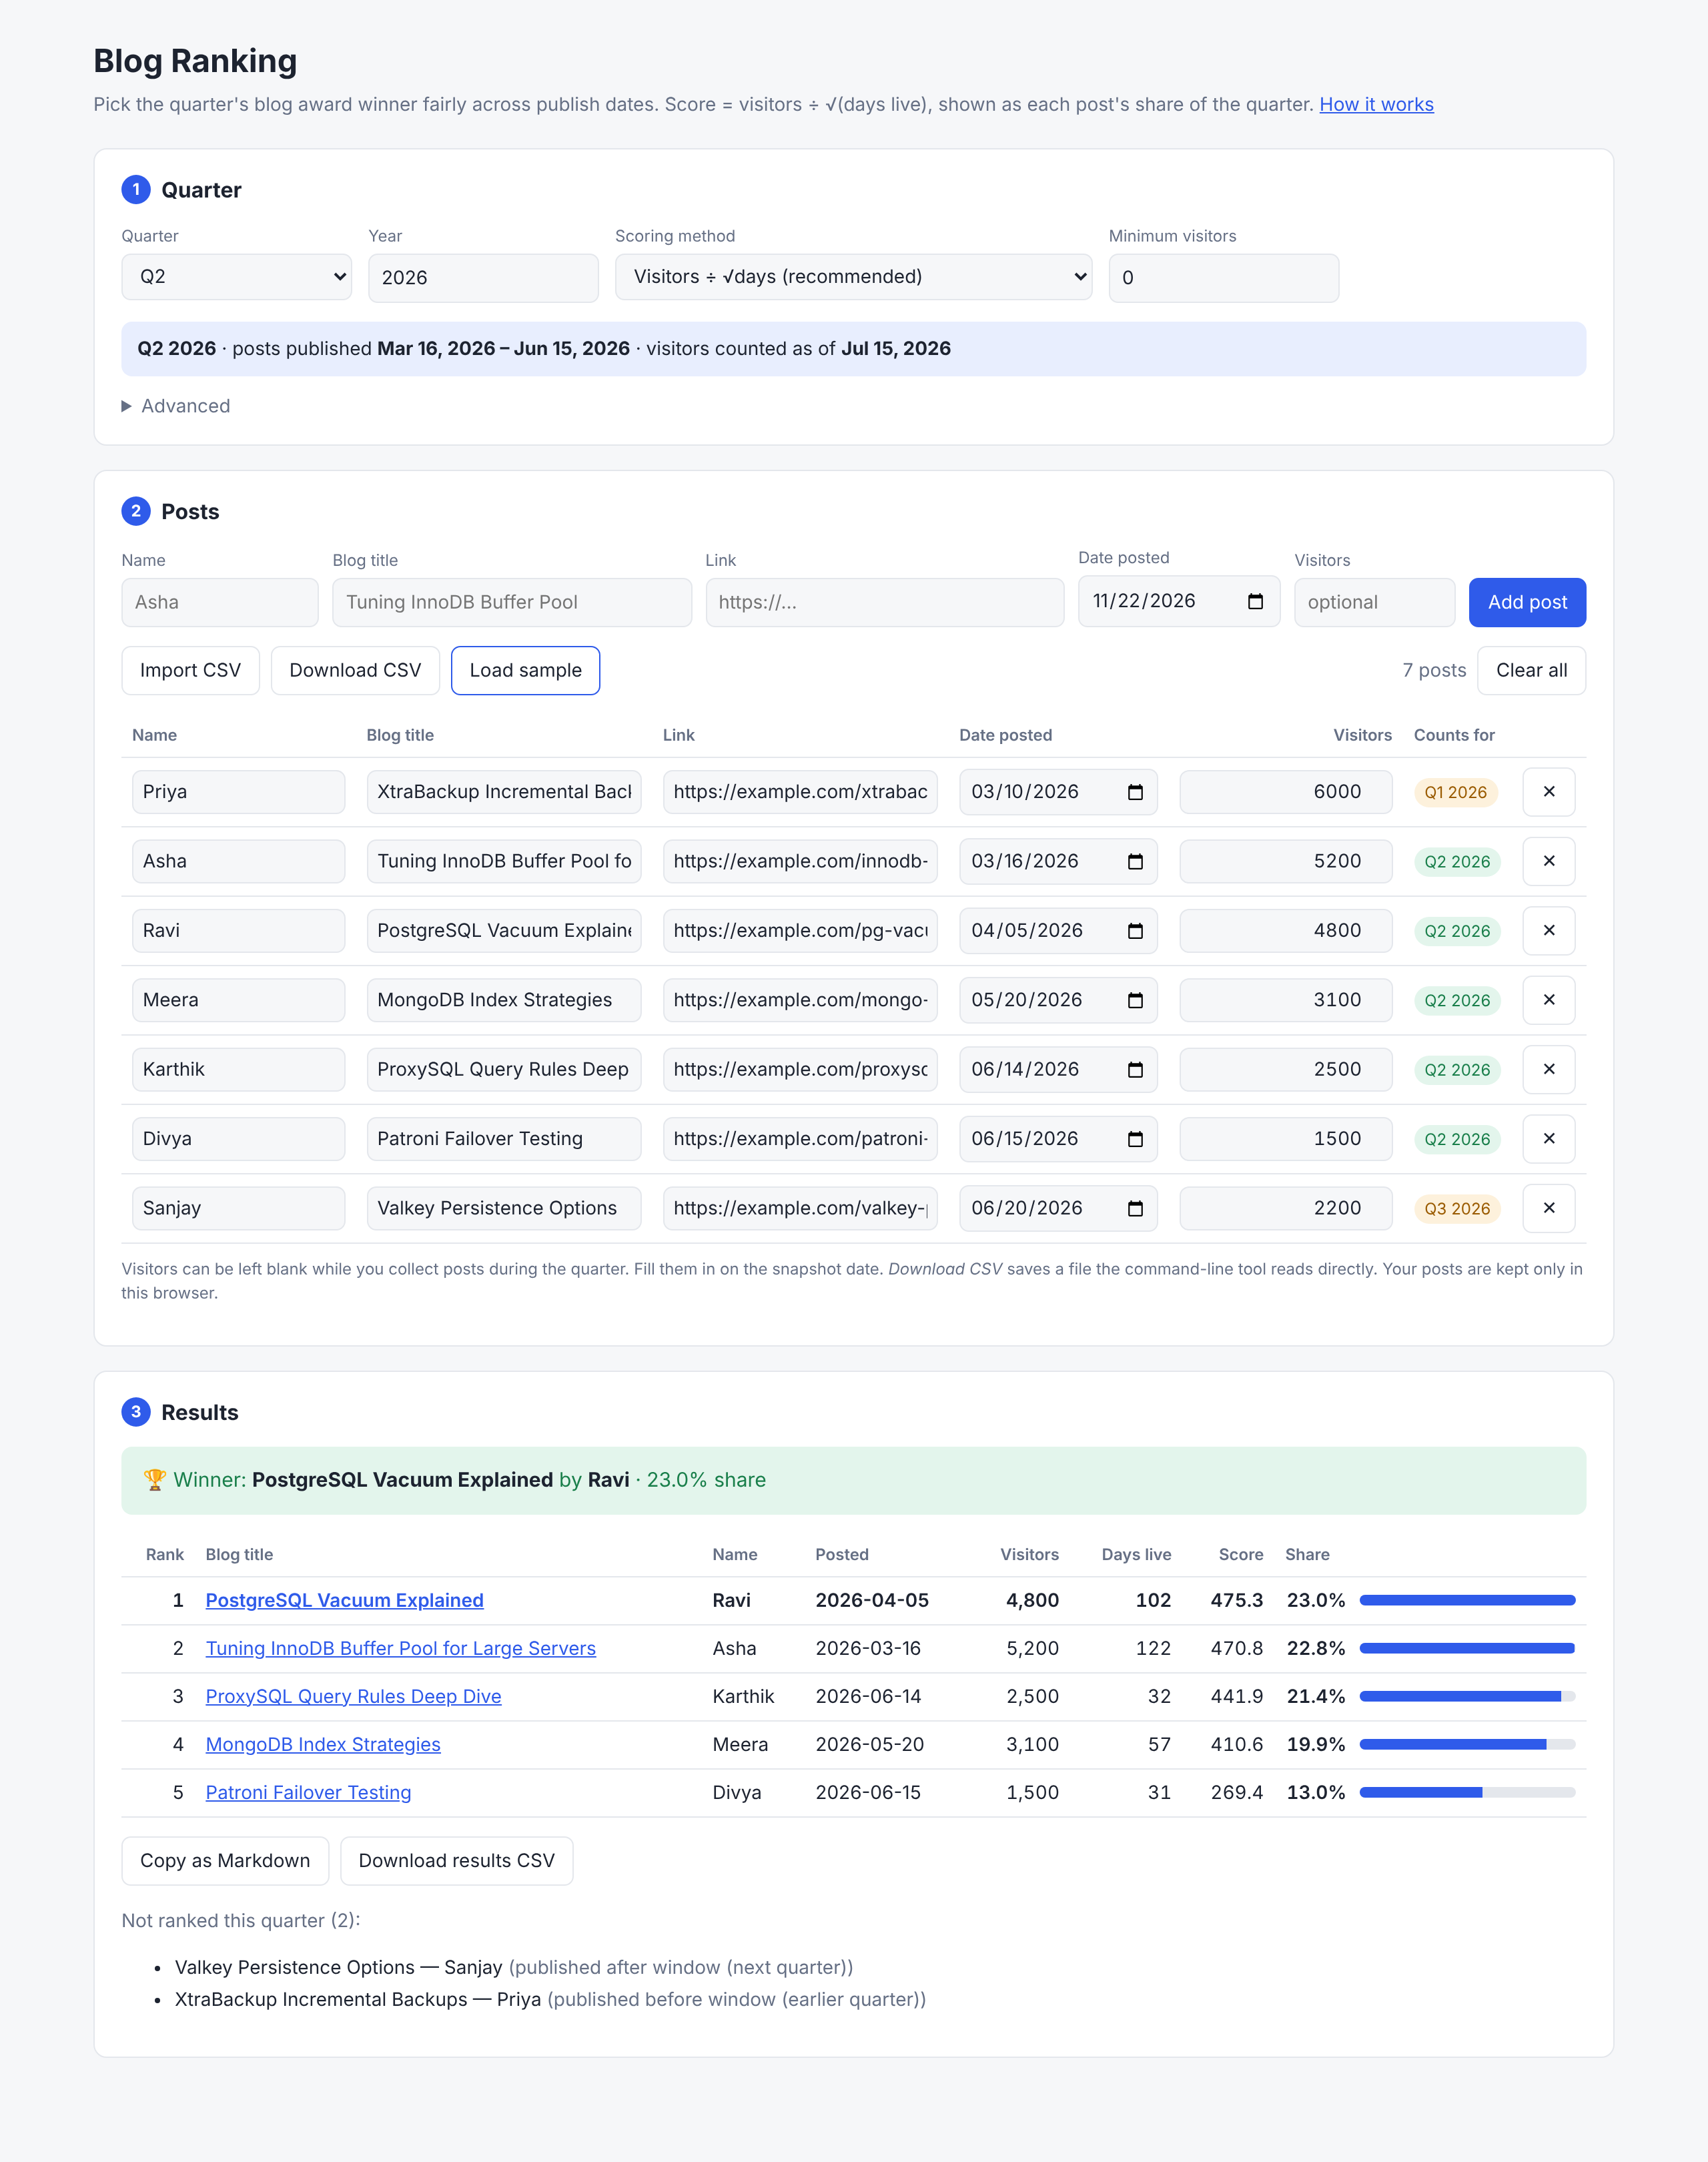 Blog Ranking
Pick the quarter's blog award winner fairly across publish dates. Score = visitors ÷ √(days live), shown as each post's share of the quarter. How it works
1 Quarter
Quarter Year Scoring method Minimum visitors
Q2 2026 Visitors ÷ √days (recommended) 0
Q2 2026 · posts published Mar 16, 2026 – Jun 15, 2026 · visitors counted as of Jul 15, 2026
▶ Advanced
2 Posts
Name Blog title Link Date posted Visitors
Asha Tuning InnoDB Buffer Pool https://... 11/22/2026 optional Add post
Import CSV Download CSV Load sample 7 posts Clear all
Name Blog title Link Date posted Visitors Counts for
Priya XtraBackup Incremental Back https://example.com/xtrabac 03/10/2026 6000 Q1 2026 ✕
Asha Tuning InnoDB Buffer Pool fo https://example.com/innodb- 03/16/2026 5200 Q2 2026 ✕
Ravi PostgreSQL Vacuum Explaine https://example.com/pg-vacu 04/05/2026 4800 Q2 2026 ✕
Meera MongoDB Index Strategies https://example.com/mongo- 05/20/2026 3100 Q2 2026 ✕
Karthik ProxySQL Query Rules Deep https://example.com/proxysq 06/14/2026 2500 Q2 2026 ✕
Divya Patroni Failover Testing https://example.com/patroni- 06/15/2026 1500 Q2 2026 ✕
Sanjay Valkey Persistence Options https://example.com/valkey- 06/20/2026 2200 Q3 2026 ✕
Visitors can be left blank while you collect posts during the quarter. Fill them in on the snapshot date. Download CSV saves a file the command-line tool reads directly. Your posts are kept only in
this browser.
3 Results
🏆 Winner: PostgreSQL Vacuum Explained by Ravi · 23.0% share
Rank Blog title Name Posted Visitors Days live Score Share
1 PostgreSQL Vacuum Explained Ravi 2026-04-05 4,800 102 475.3 23.0%
2 Tuning InnoDB Buffer Pool for Large Servers Asha 2026-03-16 5,200 122 470.8 22.8%
3 ProxySQL Query Rules Deep Dive Karthik 2026-06-14 2,500 32 441.9 21.4%
4 MongoDB Index Strategies Meera 2026-05-20 3,100 57 410.6 19.9%
5 Patroni Failover Testing Divya 2026-06-15 1,500 31 269.4 13.0%
Copy as Markdown Download results CSV
Not ranked this quarter (2):
• Valkey Persistence Options — Sanjay (published after window (next quarter))
• XtraBackup Incremental Backups — Priya (published before window (earlier quarter))